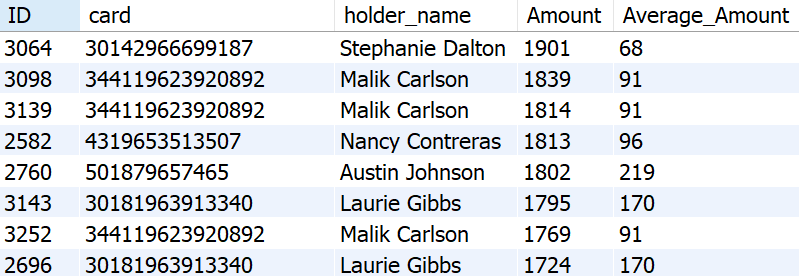 ID card holder_name Amount Average_Amount
3064 30142966699187 Stephanie Dalton 1901 68
3098 344119623920892 Malik Carlson 1839 91
3139 344119623920892 Malik Carlson 1814 91
2582 4319653513507 Nancy Contreras 1813 96
2760 501879657465 Austin Johnson 1802 219
3143 30181963913340 Laurie Gibbs 1795 170
3252 344119623920892 Malik Carlson 1769 91
2696 30181963913340 Laurie Gibbs 1724 170